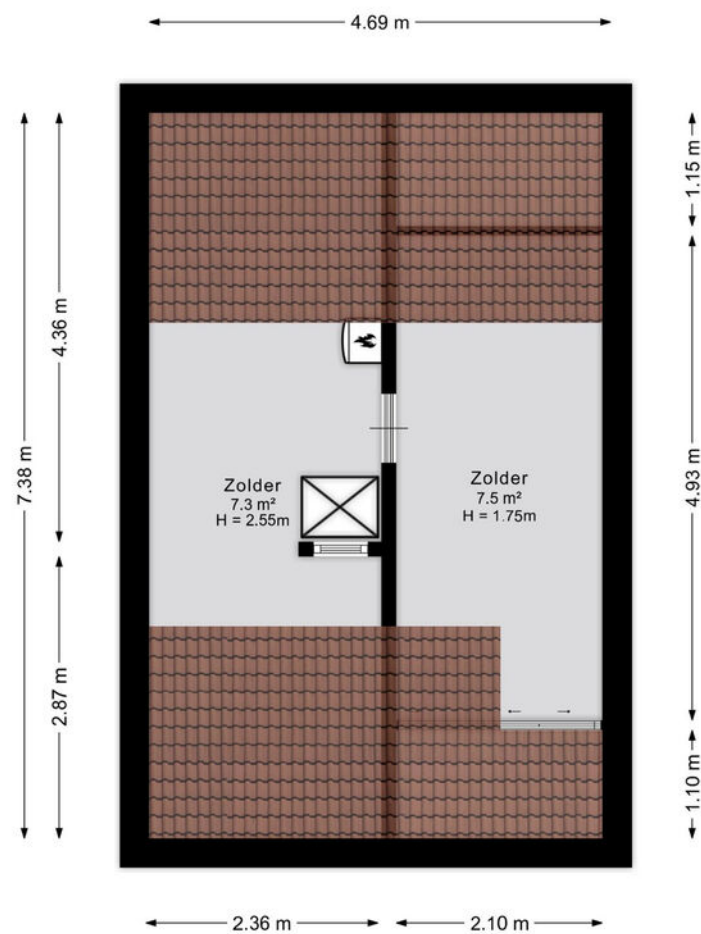 4.69 m
7.38 m
4.36 m
2.87 m
1.15 m
4.93 m
1.10 m
Zolder
7.3 m²
H = 2.55m
Zolder
7.5 m²
H = 1.75m
2.36 m
2.10 m